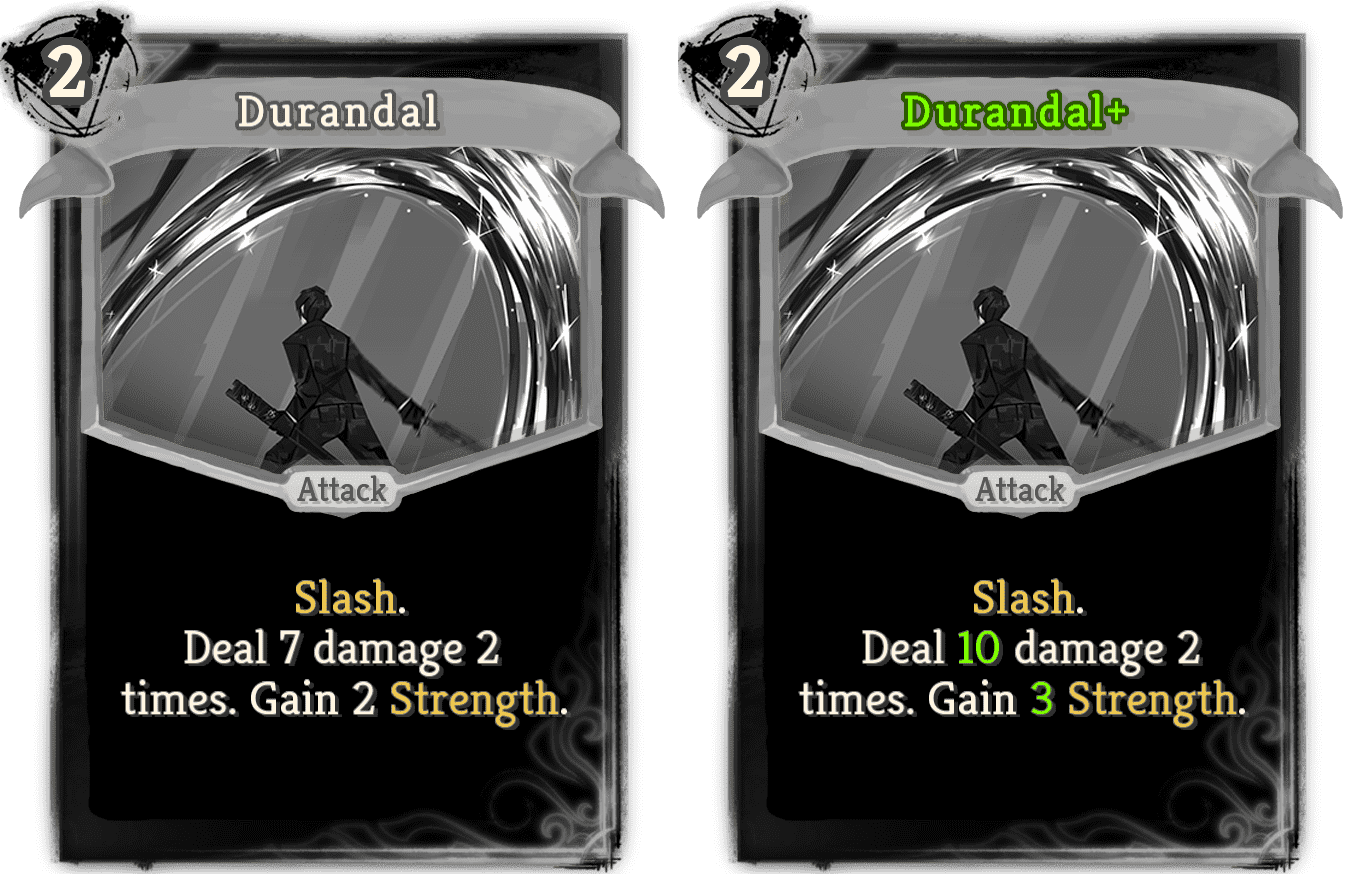 2
Durandal
Attack
Slash.
Deal 7 damage 2
times. Gain 2 Strength.
2
Durandal+
Attack
Slash.
Deal 10 damage 2
times. Gain 3 Strength.